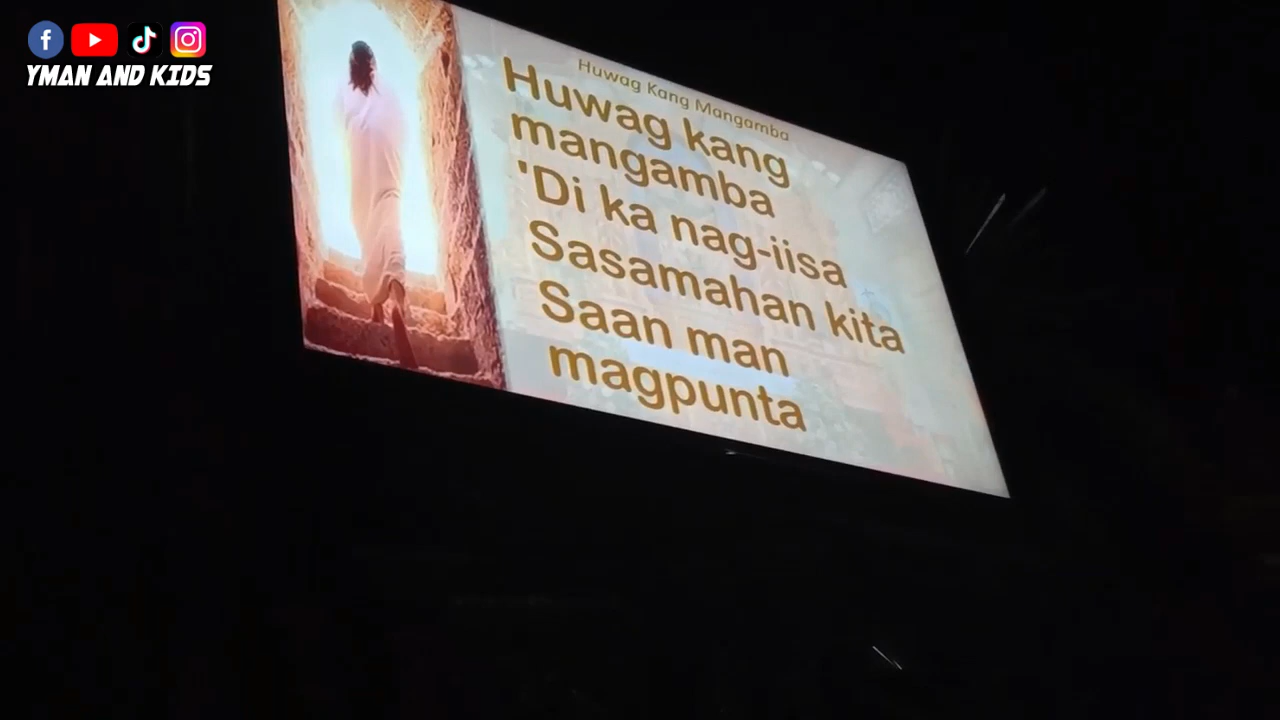 YMAN AND KIDS
Huwag Kang Mangamba
Huwag kang
mangamba
'Di ka nag-iisa
Sasamahan kita
Saan man
magpunta